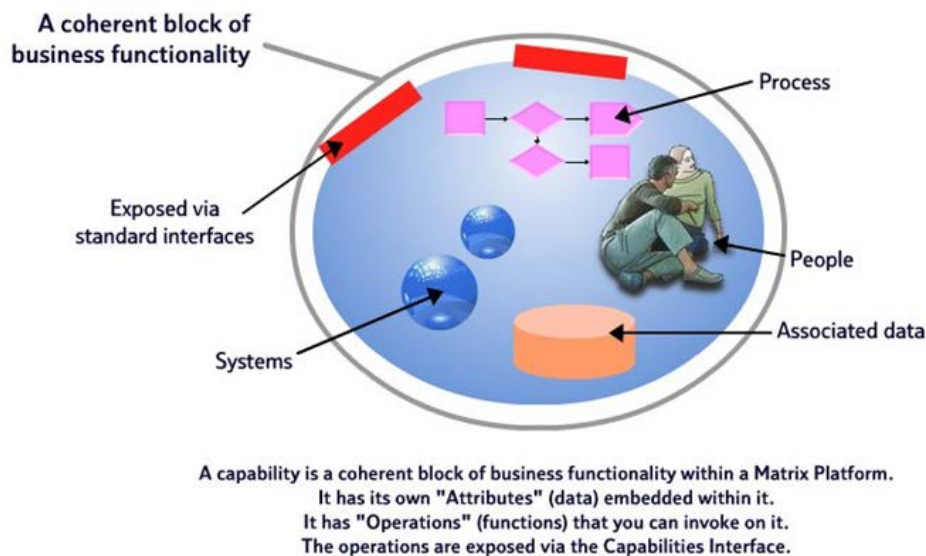 A coherent block of
business functionality
Process
Exposed via
standard interfaces
People
Associated data
Systems
A capability is a coherent block of business functionality within a Matrix Platform.
It has its own "Attributes" (data) embedded within it.
It has "Operations" (functions) that you can invoke on it.
The operations are exposed via the Capabilities Interface.